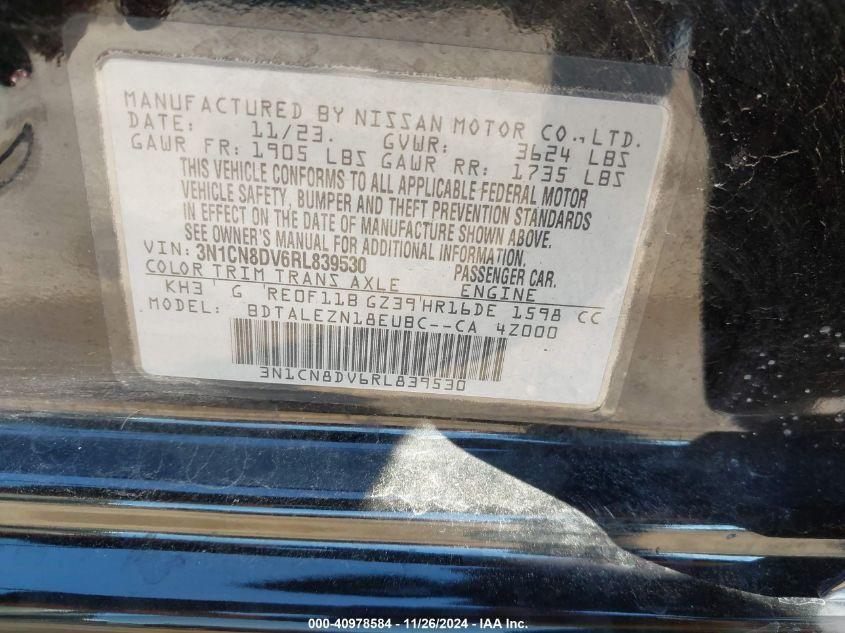 MANUFACTURED BY NISSAN MOTOR CO.,LTD.
DATE: 11/23. GVWR: 3624 LBS
GAWR FR: 1905 LBS GAWR RR: 1735 LBS
THIS VEHICLE CONFORMS TO ALL APPLICABLE FEDERAL MOTOR
VEHICLE SAFETY, BUMPER AND THEFT PREVENTION STANDARDS
IN EFFECT ON THE DATE OF MANUFACTURE SHOWN ABOVE.
SEE OWNER'S MANUAL FOR ADDITIONAL INFORMATION.
VIN: 3N1CN8DV6RL839530 PASSENGER CAR.
COLOR TRIM TRANS AXLE ENGINE
KH3 G RE0F11B GZ39 HR16DE 1598 CC
MODEL: BDTALEZN18EUBC--CA 4Z000
3N1CN8DV6RL839530
000-40978584 - 11/26/2024 - IAA Inc.